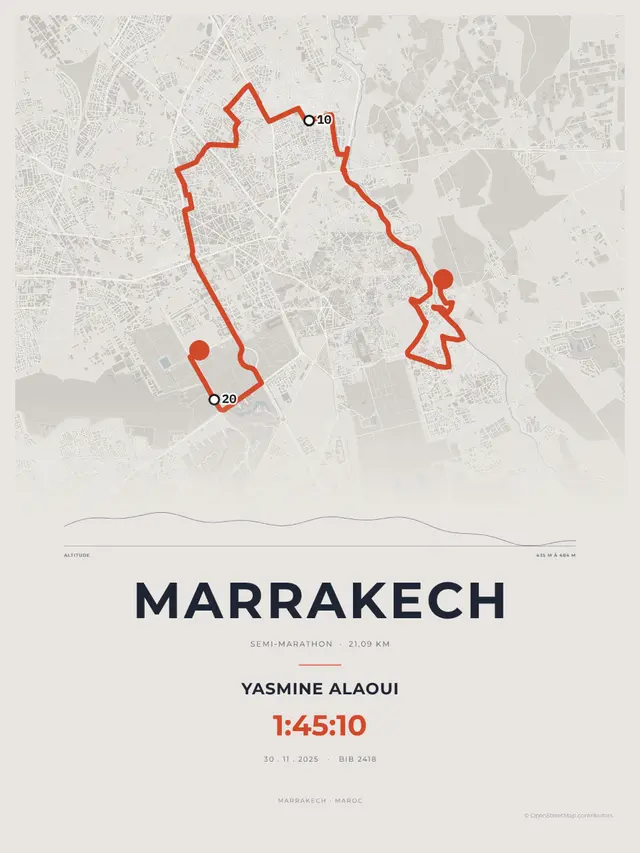 10
20
ALTITUDE
435 M À 484 M
MARRAKECH
SEMI-MARATHON · 21,09 KM
YASMINE ALAOUI
1:45:10
30 . 11 . 2025 · BIB 2418
MARRAKECH · MAROC
© OpenStreetMap contributors